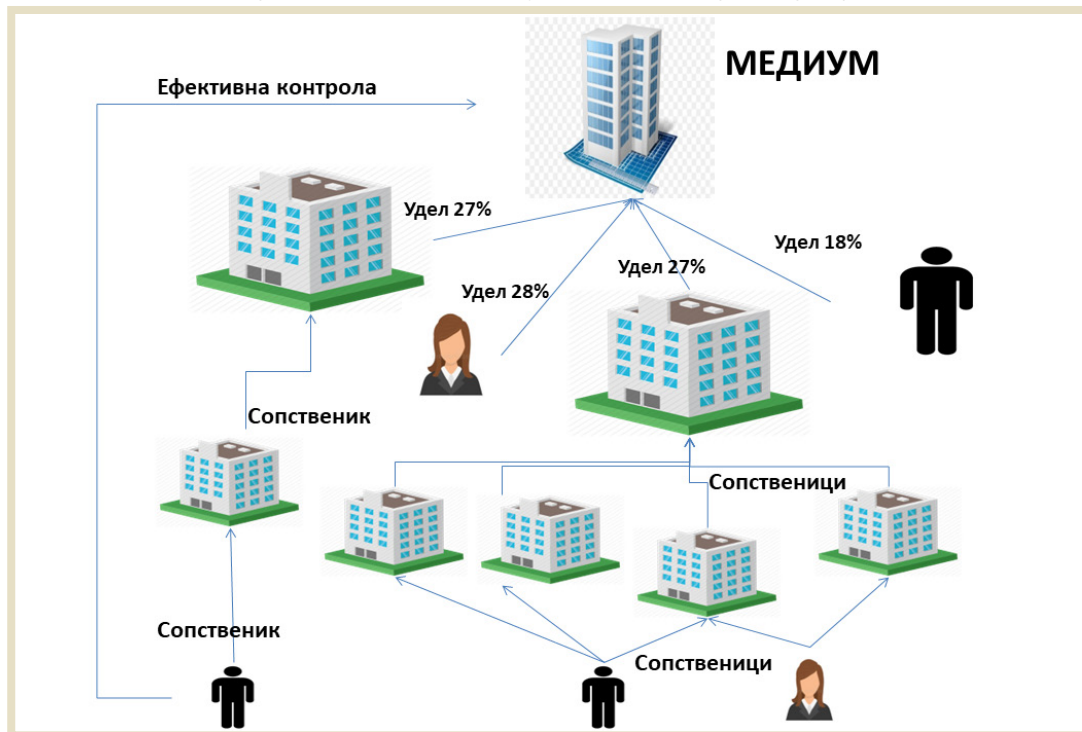 МЕДИУМ
Ефективна контрола
Удел 27%
Удел 18%
Удел 27%
Удел 28%
Сопственик
Сопственици
Сопственик
Сопственици